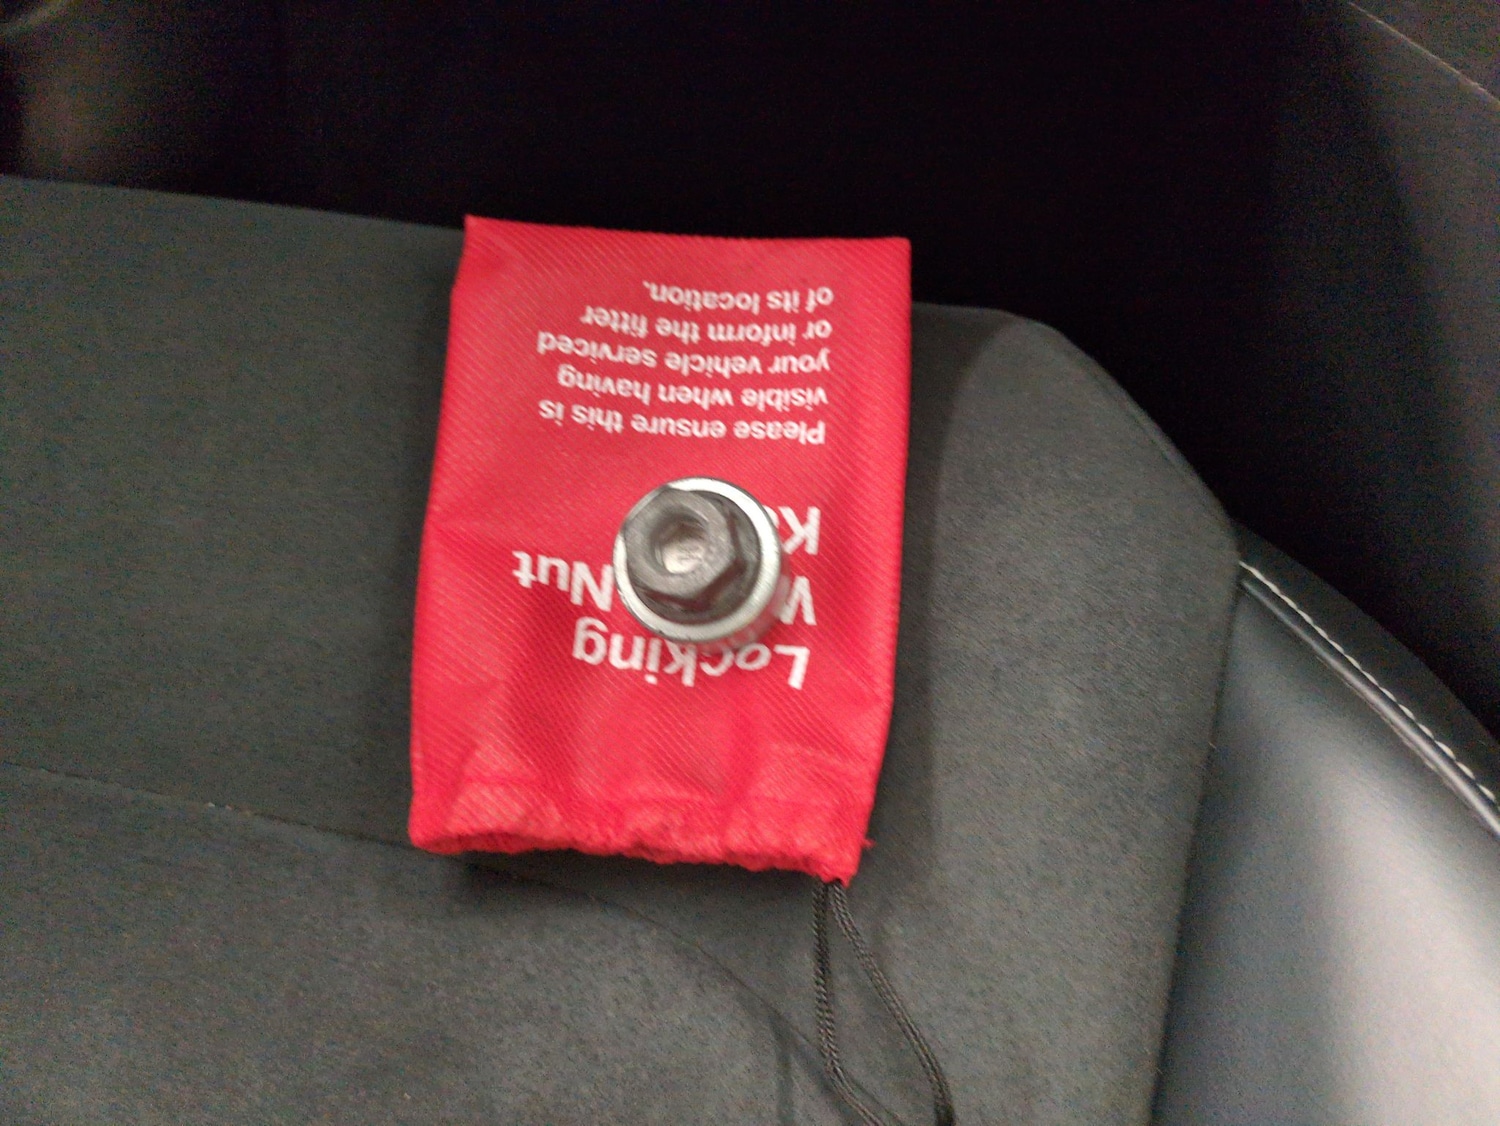 Locking
Nut
Please ensure this is
visible when having
your vehicle serviced
or inform the fitter
of its location.